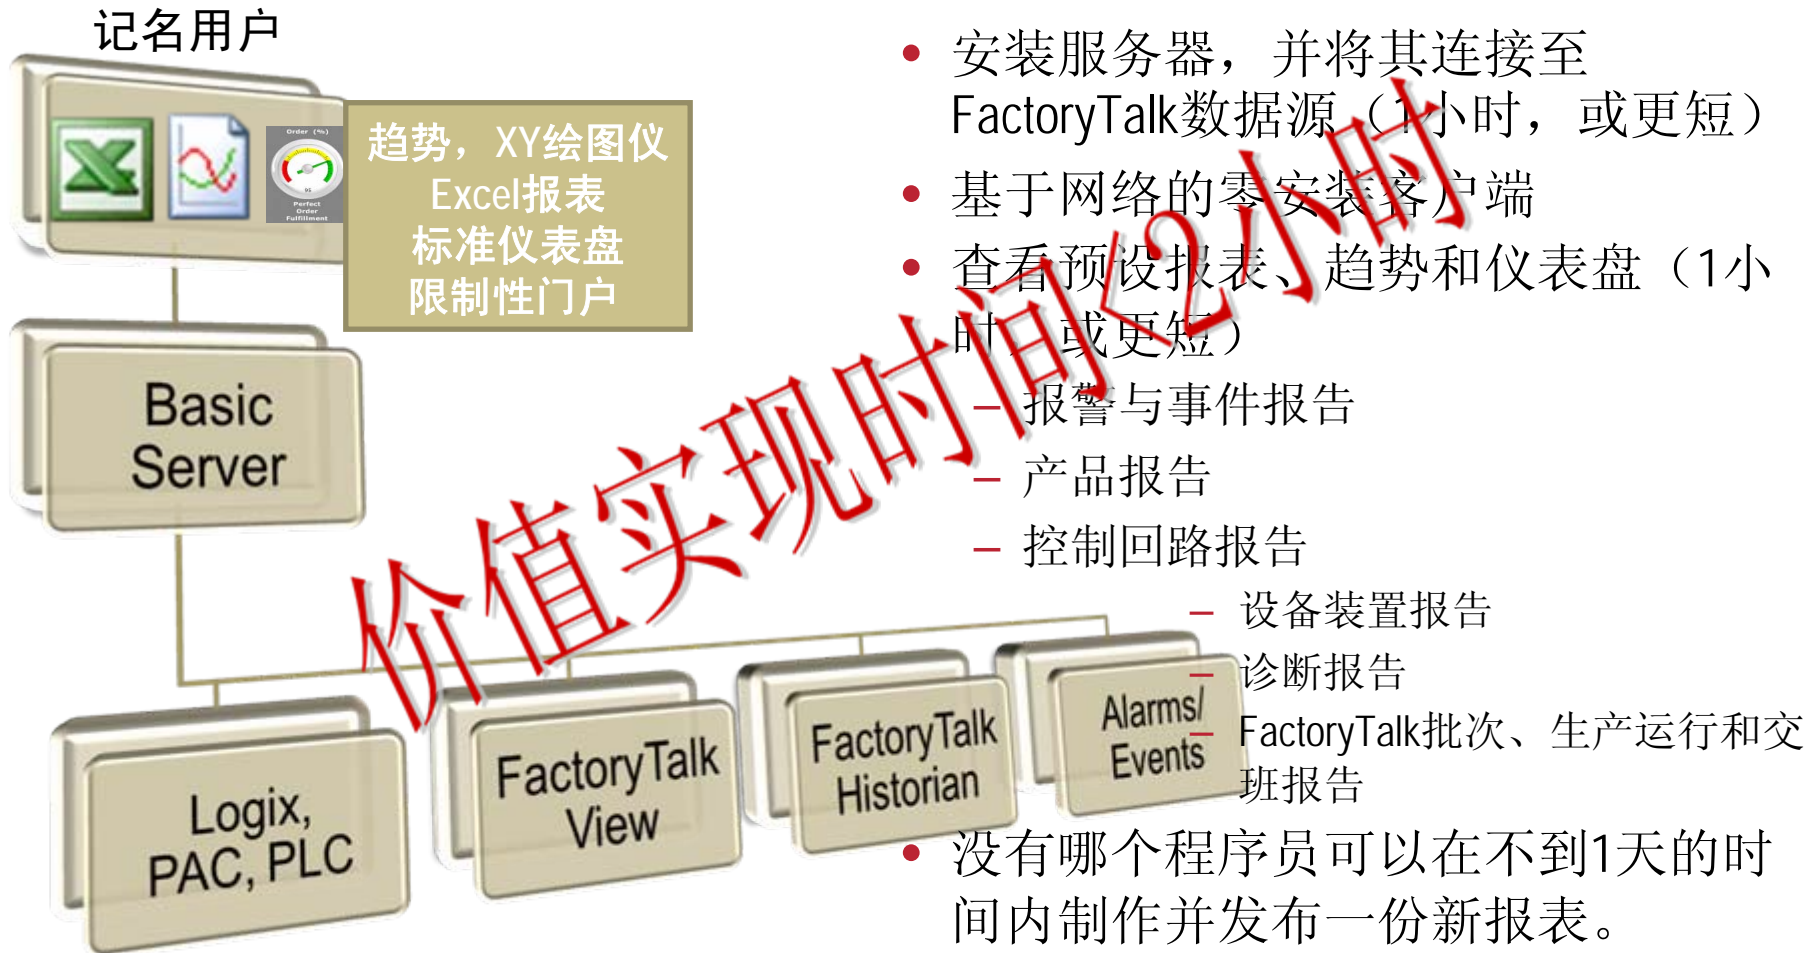 记名用户
Order (%)
Perfect
Order
Fulfillment
趋势，XY绘图仪
Excel报表
标准仪表盘
限制性门户
Basic
Server
Logix,
PAC, PLC
FactoryTalk
View
FactoryTalk
Historian
Alarms/
Events
价值实现时间<2小时
• 安装服务器，并将其连接至
FactoryTalk数据源（1小时，或更短）
• 基于网络的零安装客户端
• 查看预设报表、趋势和仪表盘（1小
时，或更短）
– 报警与事件报告
– 产品报告
– 控制回路报告
– 设备装置报告
– 诊断报告
– FactoryTalk批次、生产运行和交
班报告
• 没有哪个程序员可以在不到1天的时
间内制作并发布一份新报表。